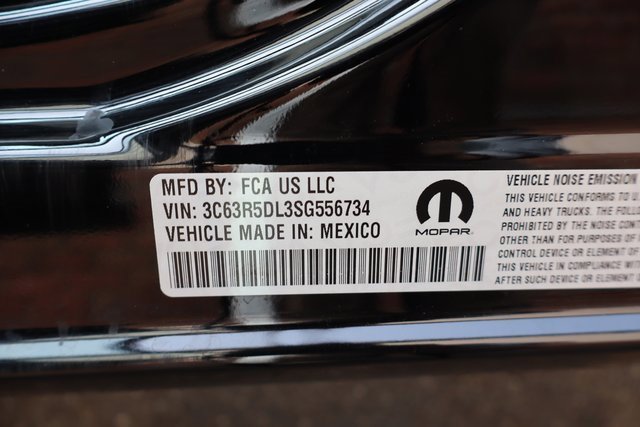 MFD BY: FCA US LLC
VIN: 3C63R5DL3SG556734
VEHICLE MADE IN: MEXICO
MOPAR
VEHICLE NOISE EMISSION
THIS VEHICLE CONFORMS TO U.
AND HEAVY TRUCKS. THE FOLLO
PROHIBITED BY THE NOISE CONT
OTHER THAN FOR PURPOSES OF
CONTROL DEVICE OR ELEMENT
THIS VEHICLE IN COMPLIANCE WITH
AFTER SUCH DEVICE OR ELEMENT